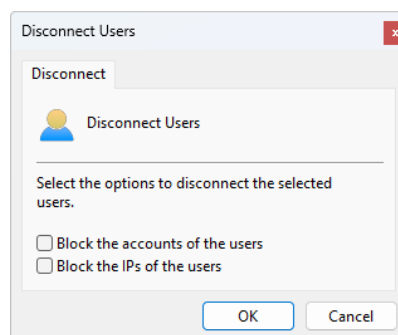 Disconnect Users
Disconnect
Disconnect Users
Select the options to disconnect the selected
users.
Block the accounts of the users
Block the IPs of the users
OK
Cancel